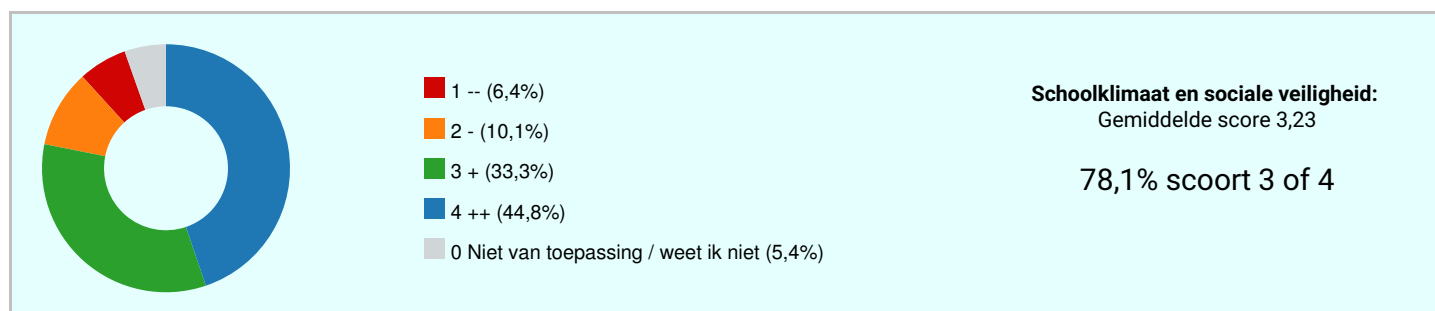 1 -- (6,4%)
2 - (10,1%)
3 + (33,3%)
4 ++ (44,8%)
0 Niet van toepassing / weet ik niet (5,4%)
Schoolklimaat en sociale veiligheid:
Gemiddelde score 3,23
78,1% scoort 3 of 4